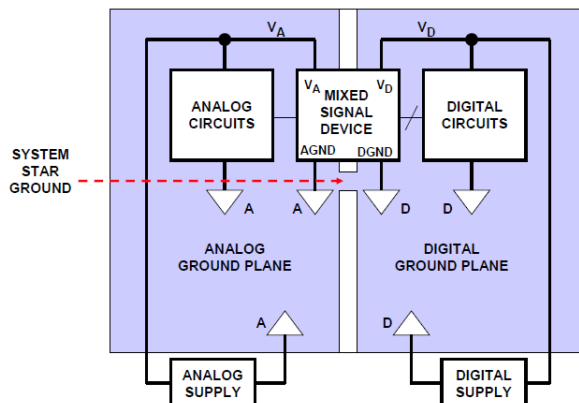 VA
VD
ANALOG
CIRCUITS
VA
MIXED
SIGNAL
DEVICE
VD
AGND
DGND
DIGITAL
CIRCUITS
SYSTEM
STAR
GROUND
A
A
D
D
ANALOG
GROUND PLANE
DIGITAL
GROUND PLANE
A
D
ANALOG
SUPPLY
DIGITAL
SUPPLY